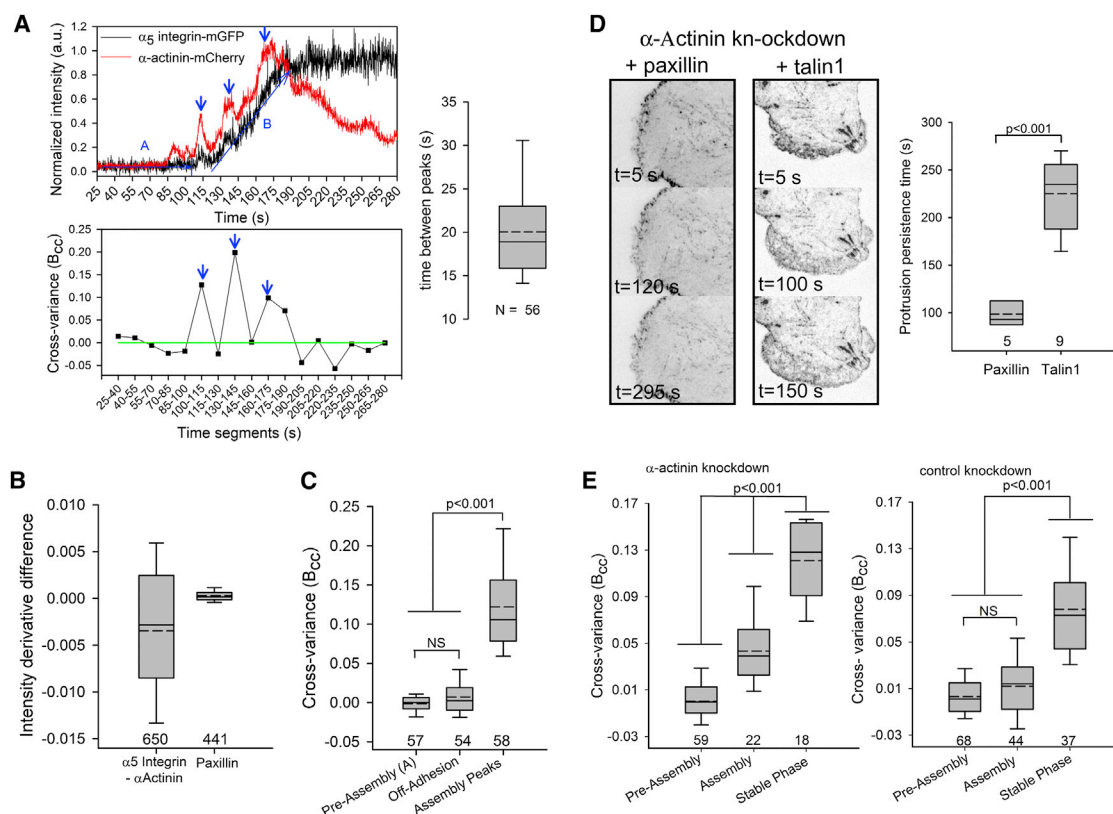 A
α5 integrin-mGFP
α-actinin-mCherry
Normalized intensity (a.u.)
1.2
1.0
0.8
0.6
0.4
0.2
0.0
A
B
25 40 55 70 85 100 115 130 145 160 175 190 205 220 235 250 265 280
Time (s)
Cross-variance (BCC)
0.25
0.20
0.15
0.10
0.05
0.00
-0.05
25-40 40-55 55-70 70-85 85-100 100-115 115-130 130-145 145-160 160-175 175-190 190-205 205-220 220-235 235-250 250-265 265-280
Time segments (s)
time between peaks (s)
35
30
25
20
15
10
N = 56
D
α-Actinin kn-ockdown
+ paxillin + talin1
t=5 s t=5 s
t=120 s t=100 s
t=295 s t=150 s
Protrusion persistence time (s)
300
250
200
150
100
p<0.001
5 9
Paxillin Talin1
B
Intensity derivative difference
0.010
0.005
0.000
-0.005
-0.010
-0.015
650 441
α5 Integrin
- αActinin
Paxillin
C
Cross-variance (BCC)
0.25
0.20
0.15
0.10
0.05
0.00
-0.05
p<0.001
NS
57 54 58
Pre-Assembly (A) Off-Adhesion Assembly Peaks
E
α-actinin knockdown
Cross-variance (BCC)
0.17
0.13
0.09
0.05
0.01
-0.03
p<0.001
59 22 18
Pre-Assembly Assembly Stable Phase
control knockdown
Cross- variance (BCC)
0.17
0.13
0.09
0.05
0.01
-0.03
p<0.001
NS
68 44 37
Pre-Assembly Assembly Stable Phase